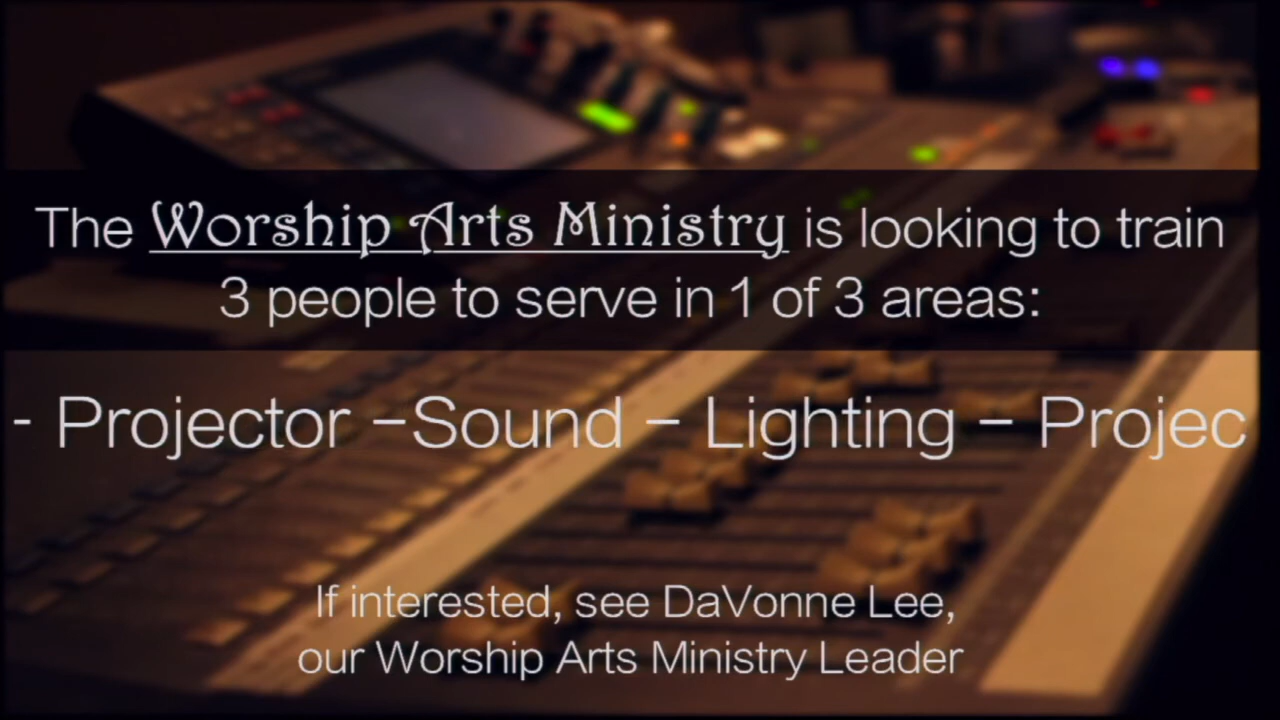 The Worship Arts Ministry is looking to train
3 people to serve in 1 of 3 areas:
- Projector –Sound – Lighting – Projec
If interested, see DaVonne Lee,
our Worship Arts Ministry Leader